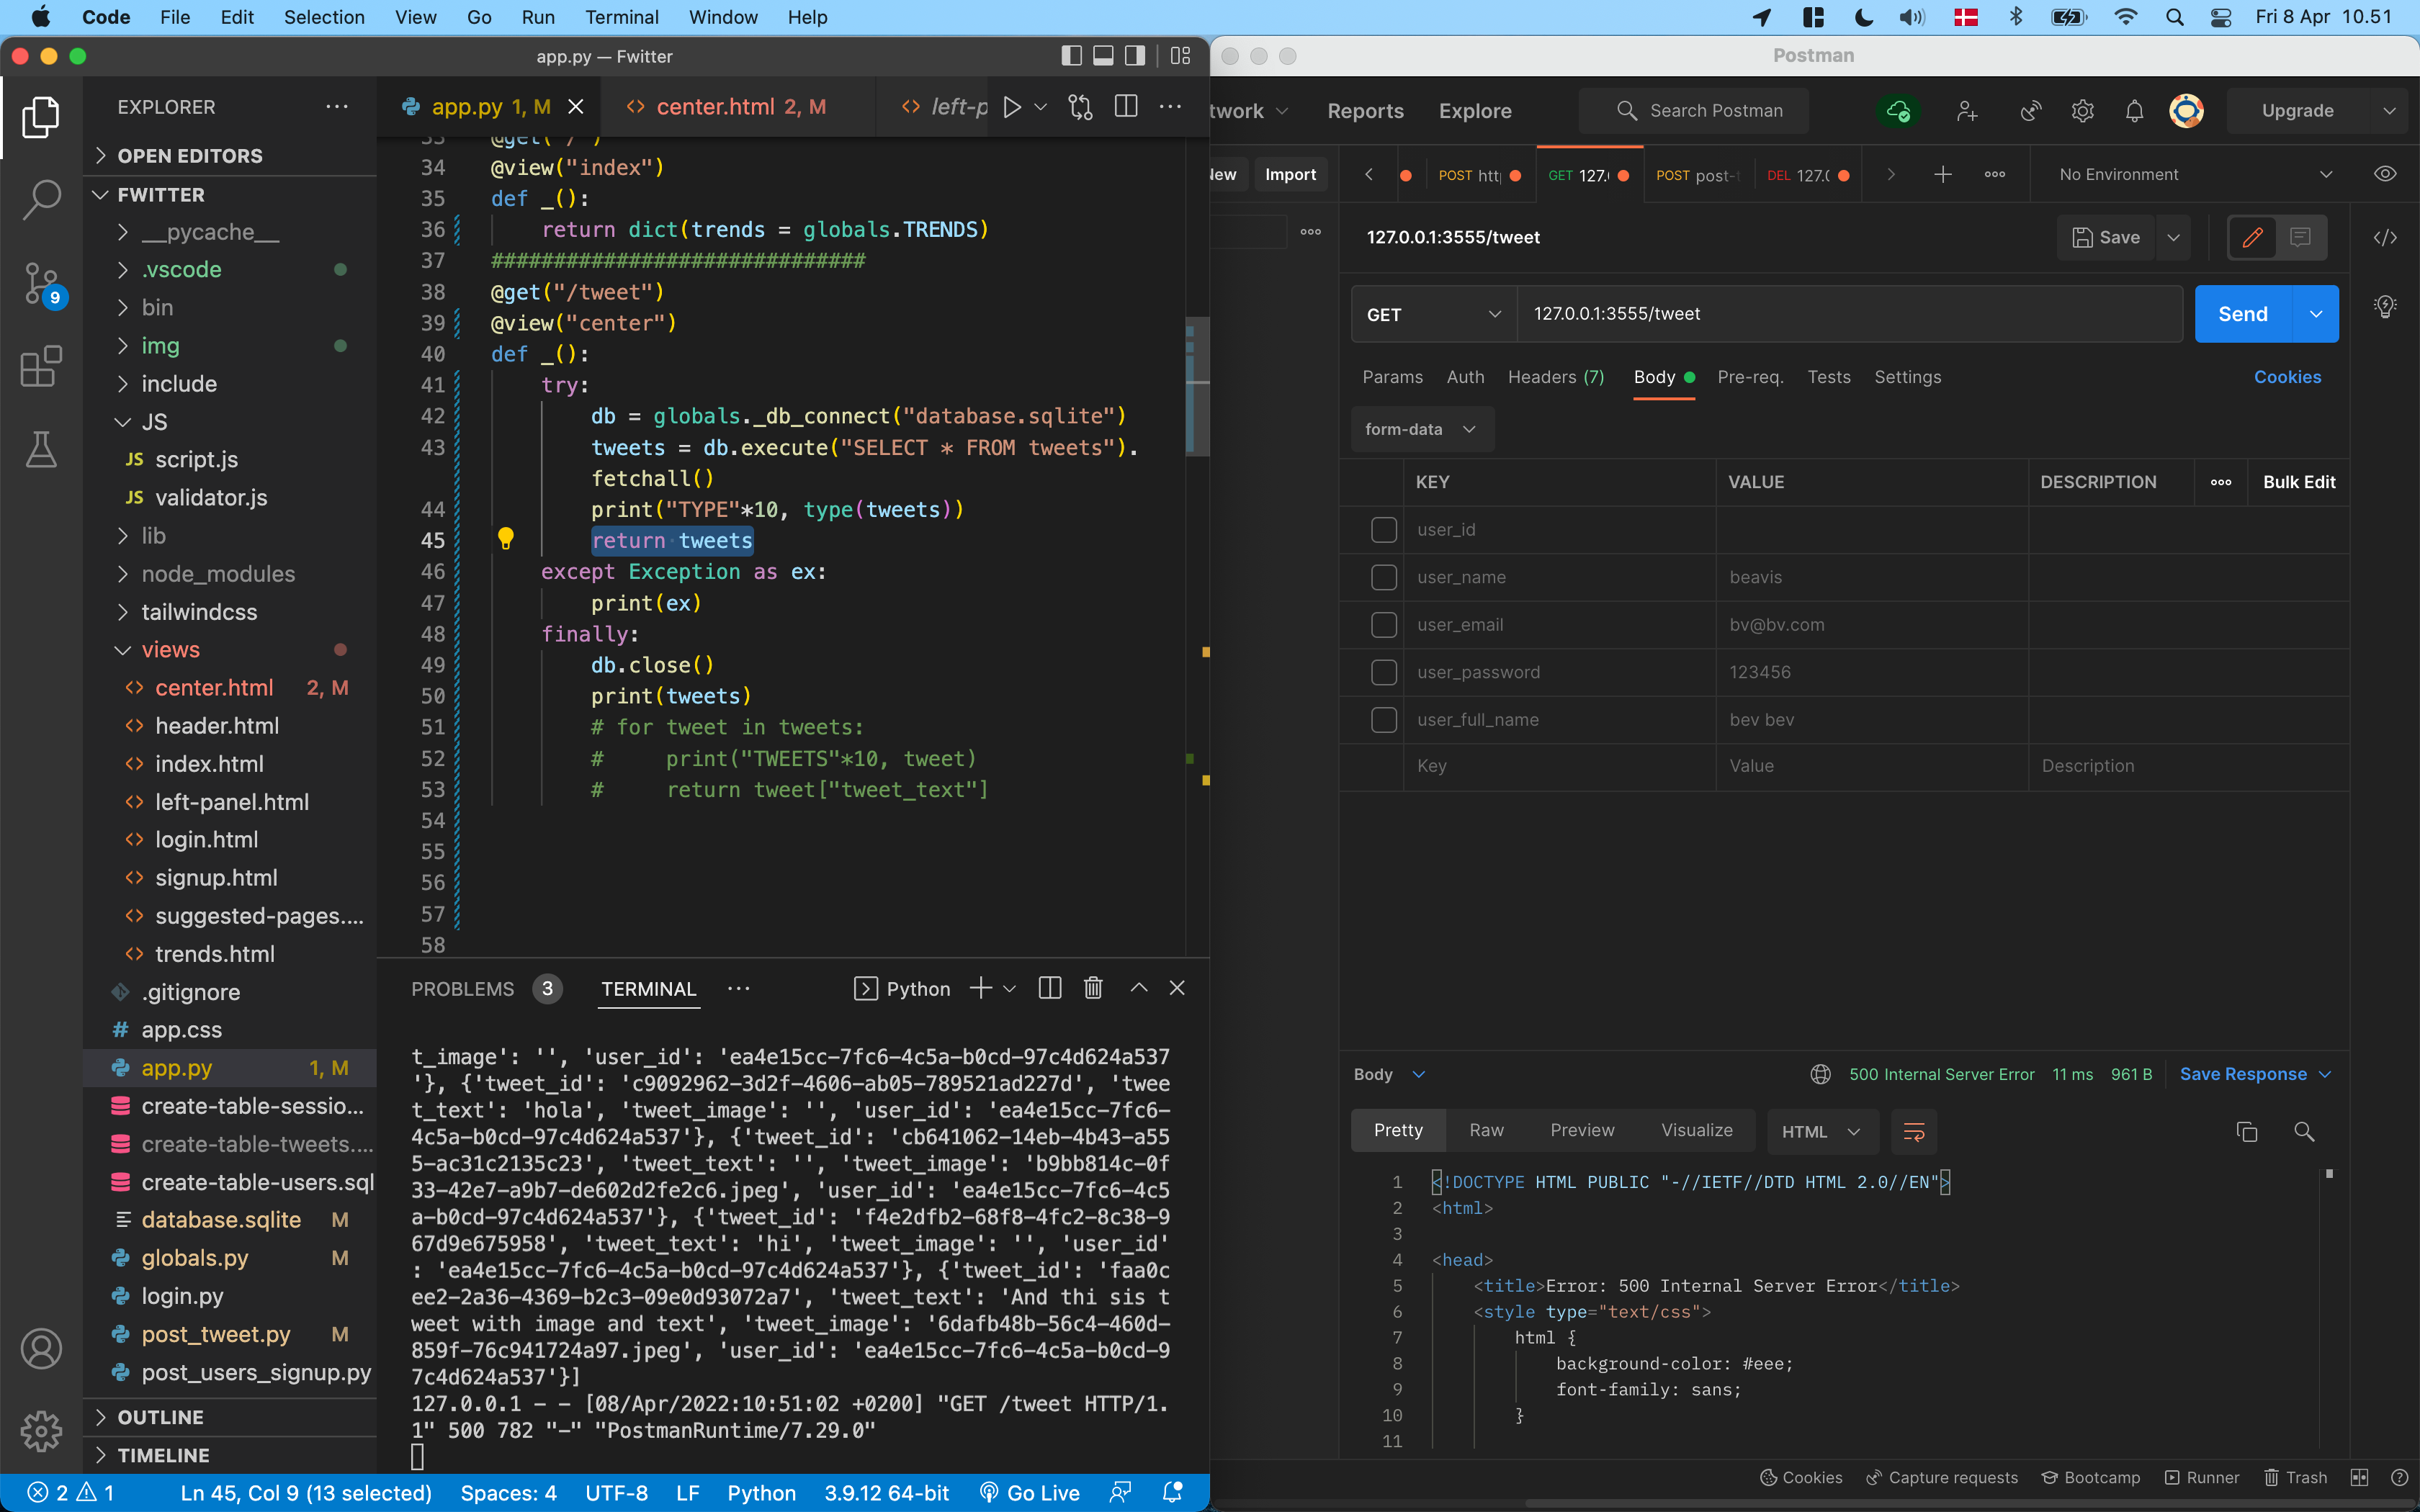 Code File Edit Selection View Go Run Terminal Window Help
Fri 8 Apr 10.51
app.py — Fwitter
EXPLORER
OPEN EDITORS
FWITTER
__pycache__
.vscode
bin
img
include
JS
JS script.js
JS validator.js
lib
node_modules
tailwindcss
views
center.html 2, M
header.html
index.html
left-panel.html
login.html
signup.html
suggested-pages....
trends.html
.gitignore
# app.css
app.py 1, M
create-table-sessio...
create-table-tweets....
create-table-users.sql
database.sqlite M
globals.py M
login.py
post_tweet.py M
post_users_signup.py
OUTLINE
TIMELINE
9
app.py 1, M
center.html 2, M
left-p
33 @get("/")
34 @view("index")
35 def _():
36 return dict(trends = globals.TRENDS)
37 ##############################
38 @get("/tweet")
39 @view("center")
40 def _():
41 try:
42 db = globals._db_connect("database.sqlite")
43 tweets = db.execute("SELECT * FROM tweets").
fetchall()
44 print("TYPE"*10, type(tweets))
45 return tweets
46 except Exception as ex:
47 print(ex)
48 finally:
49 db.close()
50 print(tweets)
51 # for tweet in tweets:
52 #     print("TWEETS"*10, tweet)
53 #     return tweet["tweet_text"]
54
55
56
57
58
PROBLEMS 3 TERMINAL Python
t_image': '', 'user_id': 'ea4e15cc-7fc6-4c5a-b0cd-97c4d624a537
'}, {'tweet_id': 'c9092962-3d2f-4606-ab05-789521ad227d', 'twee
t_text': 'hola', 'tweet_image': '', 'user_id': 'ea4e15cc-7fc6-
4c5a-b0cd-97c4d624a537'}, {'tweet_id': 'cb641062-14eb-4b43-a55
5-ac31c2135c23', 'tweet_text': '', 'tweet_image': 'b9bb814c-0f
33-42e7-a9b7-de602d2fe2c6.jpeg', 'user_id': 'ea4e15cc-7fc6-4c5
a-b0cd-97c4d624a537'}, {'tweet_id': 'f4e2dfb2-68f8-4fc2-8c38-9
67d9e675958', 'tweet_text': 'hi', 'tweet_image': '', 'user_id'
: 'ea4e15cc-7fc6-4c5a-b0cd-97c4d624a537'}, {'tweet_id': 'faa0c
ee2-2a36-4369-b2c3-09e0d93072a7', 'tweet_text': 'And thi sis t
weet with image and text', 'tweet_image': '6dafb48b-56c4-460d-
859f-76c941724a97.jpeg', 'user_id': 'ea4e15cc-7fc6-4c5a-b0cd-9
7c4d624a537'}]
127.0.0.1 - - [08/Apr/2022:10:51:02 +0200] "GET /tweet HTTP/1.
1" 500 782 "-" "PostmanRuntime/7.29.0"
2 1 Ln 45, Col 9 (13 selected) Spaces: 4 UTF-8 LF Python 3.9.12 64-bit Go Live
Postman
twork Reports Explore Search Postman Upgrade
New Import POST htt GET 127. POST post-t DEL 127.0 No Environment
127.0.0.1:3555/tweet Save
GET 127.0.0.1:3555/tweet Send
Params Auth Headers (7) Body Pre-req. Tests Settings Cookies
form-data
KEY VALUE DESCRIPTION Bulk Edit
user_id
user_name beavis
user_email bv@bv.com
user_password 123456
user_full_name bev bev
Key Value Description
Body 500 Internal Server Error 11 ms 961 B Save Response
Pretty Raw Preview Visualize HTML
1 <!DOCTYPE HTML PUBLIC "-//IETF//DTD HTML 2.0//EN">
2 <html>
3
4 <head>
5 <title>Error: 500 Internal Server Error</title>
6 <style type="text/css">
7 html {
8 background-color: #eee;
9 font-family: sans;
10 }
11
Cookies Capture requests Bootcamp Runner Trash